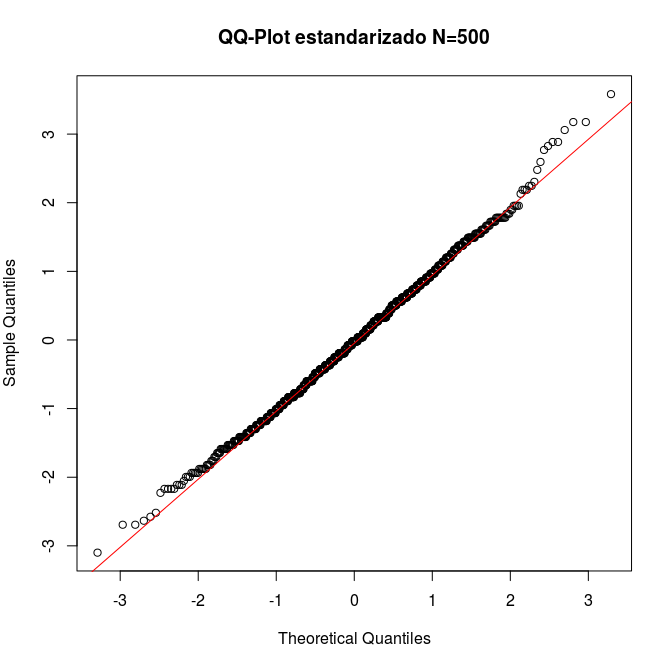 QQ-Plot estandarizado N=500
Sample Quantiles
3
2
1
0
-1
-2
-3
-3 -2 -1 0 1 2 3
Theoretical Quantiles